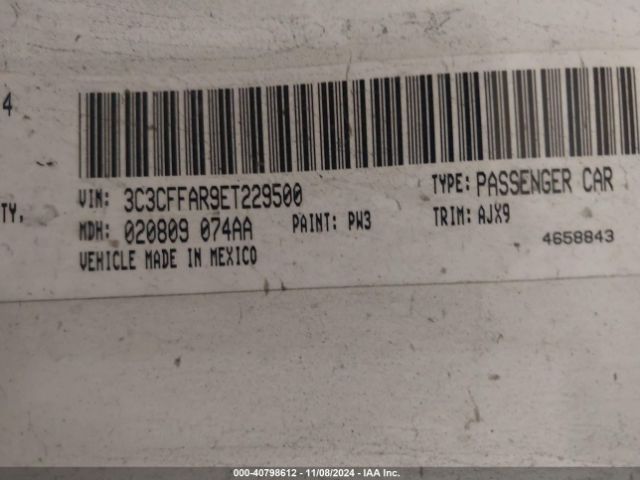 4
VIN: 3C3CFFAR9ET229500
TYPE: PASSENGER CAR
TY,
MDH: 020809 074AA
PAINT: PW3
TRIM: AJX9
VEHICLE MADE IN MEXICO
4658843
000-40798612 - 11/08/2024 - IAA Inc.